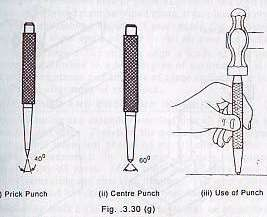 40°
60°
) Prick Punch
(ii) Centre Punch
(iii) Use of Punch
Fig. .3.30 (g)